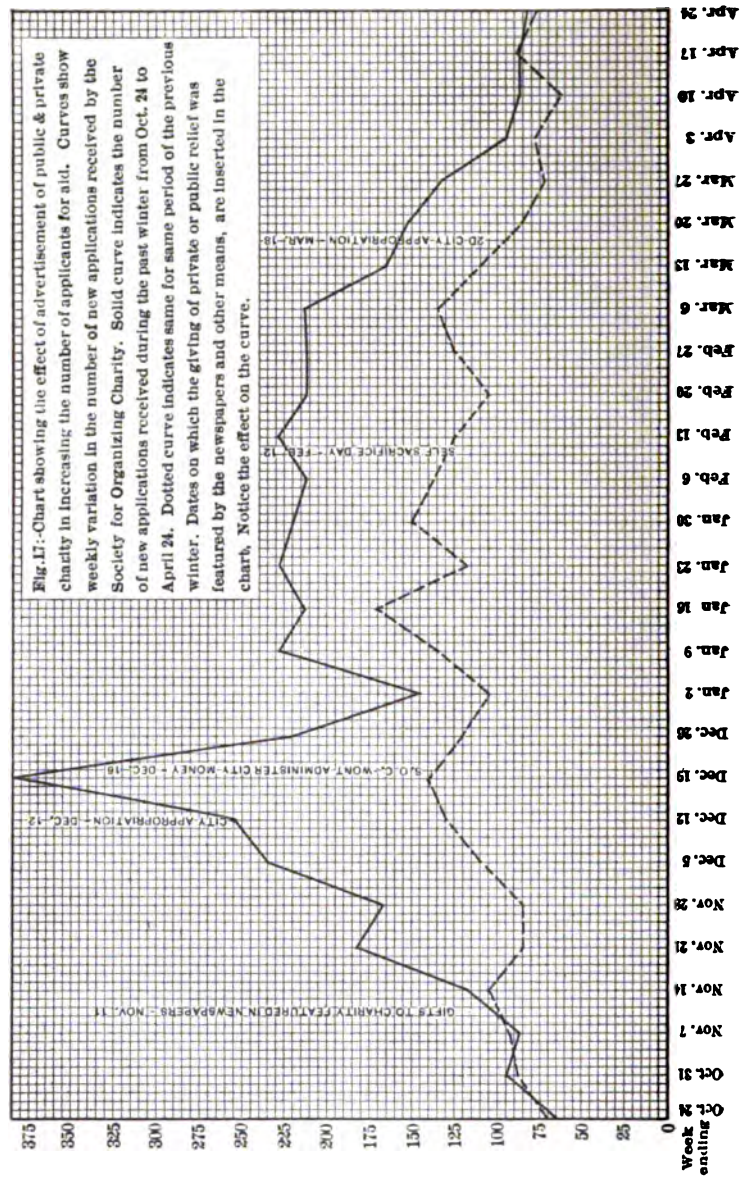 Fig.17:-Chart showing the effect of advertisement of public & private
charity in increasing the number of applicants for aid. Curves show
weekly variation in the number of new applications received by the
Society for Organizing Charity. Solid curve indicates the number
of new applications received during the past winter from Oct. 24 to
April 24. Dotted curve indicates same for same period of the previous
winter. Dates on which the giving of private or public relief was
featured by the newspapers and other means, are inserted in the
chart. Notice the effect on the curve.
375
350
325
300
250
225
200
175
150
125
100
75
50
25
0
GIFTS TO CHARITY FEATURED IN NEWSPAPERS - NOV. 11
CITY APPROPRIATION - DEC. 12
S.O.C. - WONT ADMINISTER CITY MONEY - DEC. 16
SELF SACRIFICE DAY - FEB. 12
2D CITY APPROPRIATION - MAR. 18
Week
ending
Oct. 24
Oct. 31
Nov. 7
Nov. 14
Nov. 21
Nov. 28
Dec. 5
Dec. 12
Dec. 19
Dec. 26
Jan. 2
Jan. 9
Jan 16
Jan. 23
Jan. 30
Feb. 6
Feb. 13
Feb. 20
Feb. 27
Mar. 6
Mar. 13
Mar. 20
Mar. 27
Apr. 3
Apr. 10
Apr. 17
Apr. 24